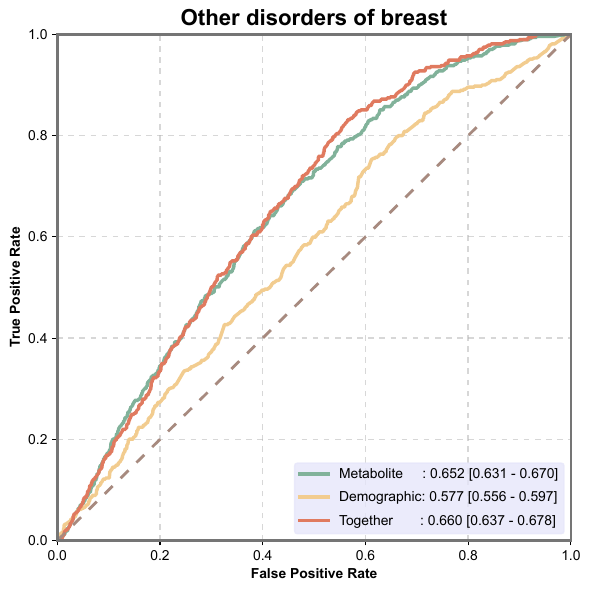 Other disorders of breast
1.0
0.8
0.6
0.4
0.2
0.0
True Positive Rate
Metabolite : 0.652 [0.631 - 0.670]
Demographic: 0.577 [0.556 - 0.597]
Together : 0.660 [0.637 - 0.678]
0.0 0.2 0.4 0.6 0.8 1.0
False Positive Rate